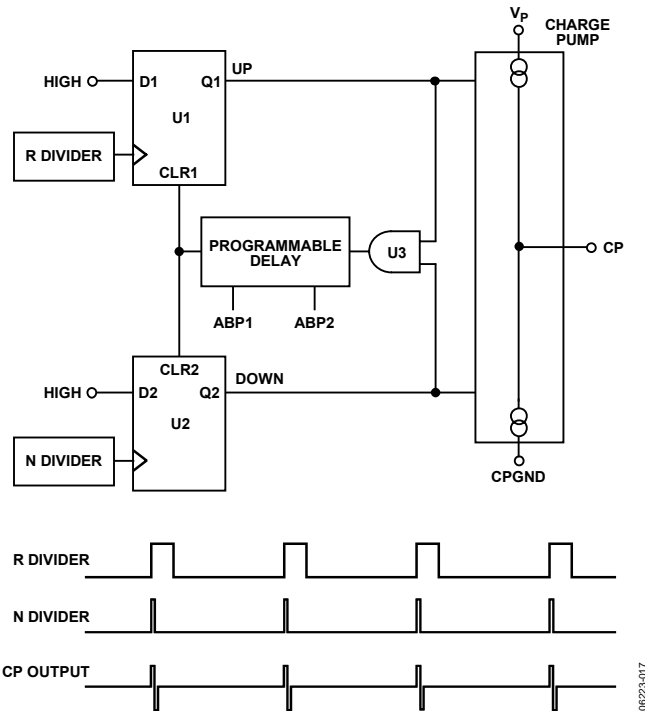 VP
CHARGE
PUMP
UP
HIGH
D1
Q1
U1
R DIVIDER
CLR1
PROGRAMMABLE
DELAY
U3
CP
ABP1
ABP2
CLR2
DOWN
HIGH
D2
Q2
U2
N DIVIDER
CPGND
R DIVIDER
N DIVIDER
CP OUTPUT
06223-017